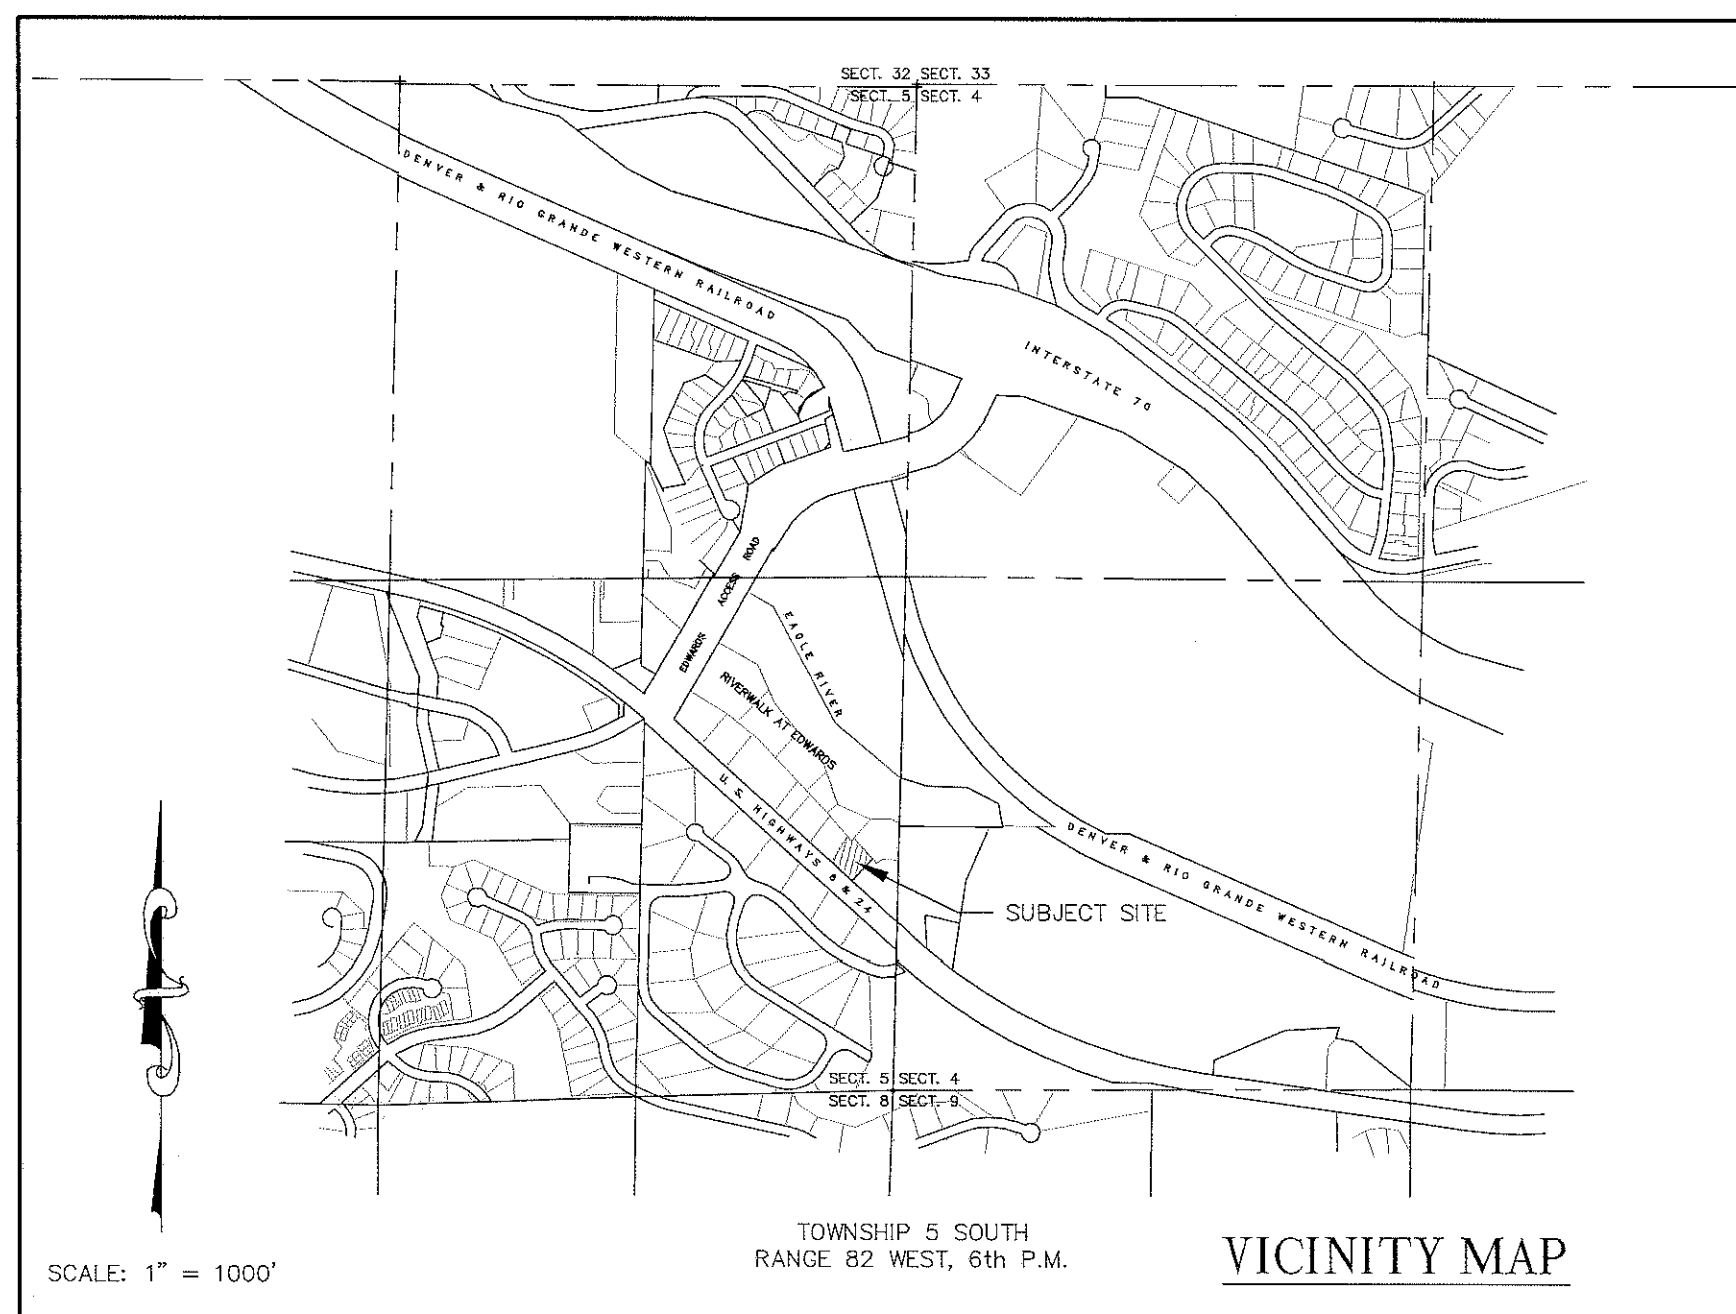 SECT. 32 SECT. 33
SECT. 5 SECT. 4
DENVER & RIO GRANDE WESTERN RAILROAD
INTERSTATE 70
EDWARDS ACCESS ROAD
EAGLE RIVER
RIVERWALK AT EDWARDS
U. S. HIGHWAYS 6 & 24
DENVER & RIO GRANDE WESTERN RAILROAD
SUBJECT SITE
SECT. 5 SECT. 4
SECT. 8 SECT. 9
TOWNSHIP 5 SOUTH
RANGE 82 WEST, 6th P.M.
SCALE: 1" = 1000'
VICINITY MAP